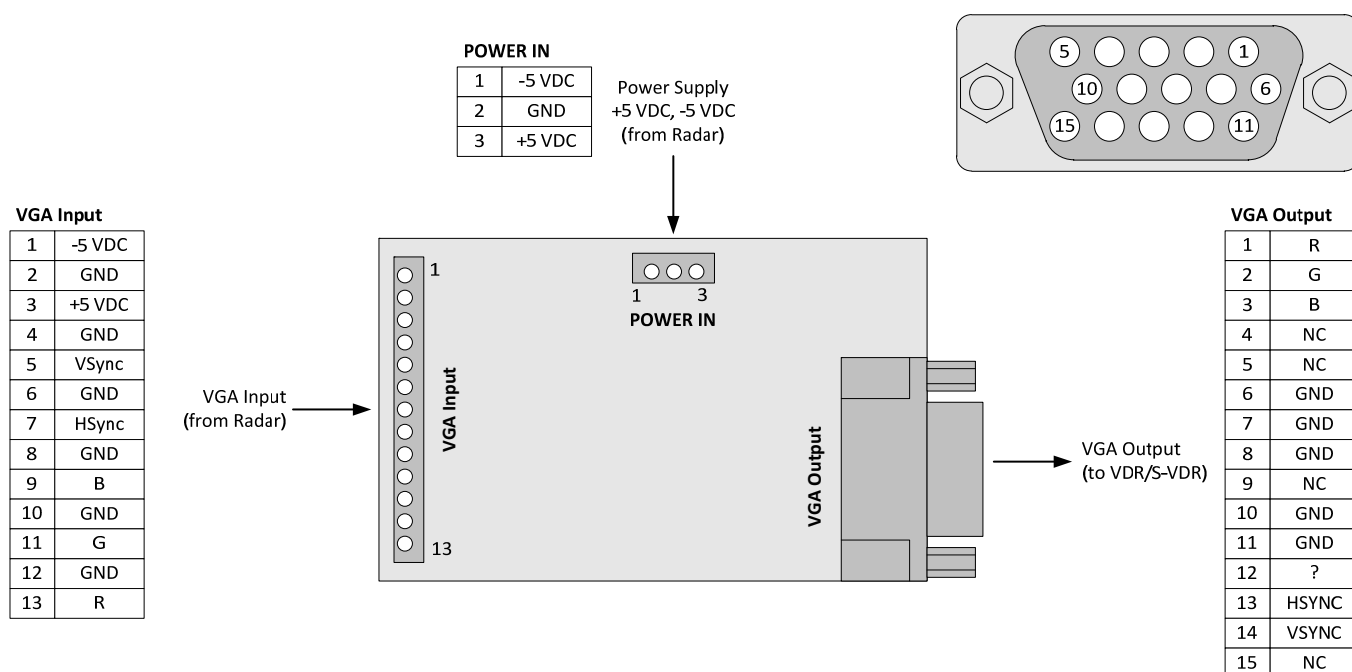 POWER IN
1 -5 VDC
2 GND
3 +5 VDC
Power Supply
+5 VDC, -5 VDC
(from Radar)
5 1
10 6
15 11
VGA Input
1 -5 VDC
2 GND
3 +5 VDC
4 GND
5 VSync
6 GND
7 HSync
8 GND
9 B
10 GND
11 G
12 GND
13 R
VGA Input
(from Radar)
1
13
VGA Input
1 3
POWER IN
VGA Output
VGA Output
(to VDR/S-VDR)
VGA Output
1 R
2 G
3 B
4 NC
5 NC
6 GND
7 GND
8 GND
9 NC
10 GND
11 GND
12 ?
13 HSYNC
14 VSYNC
15 NC